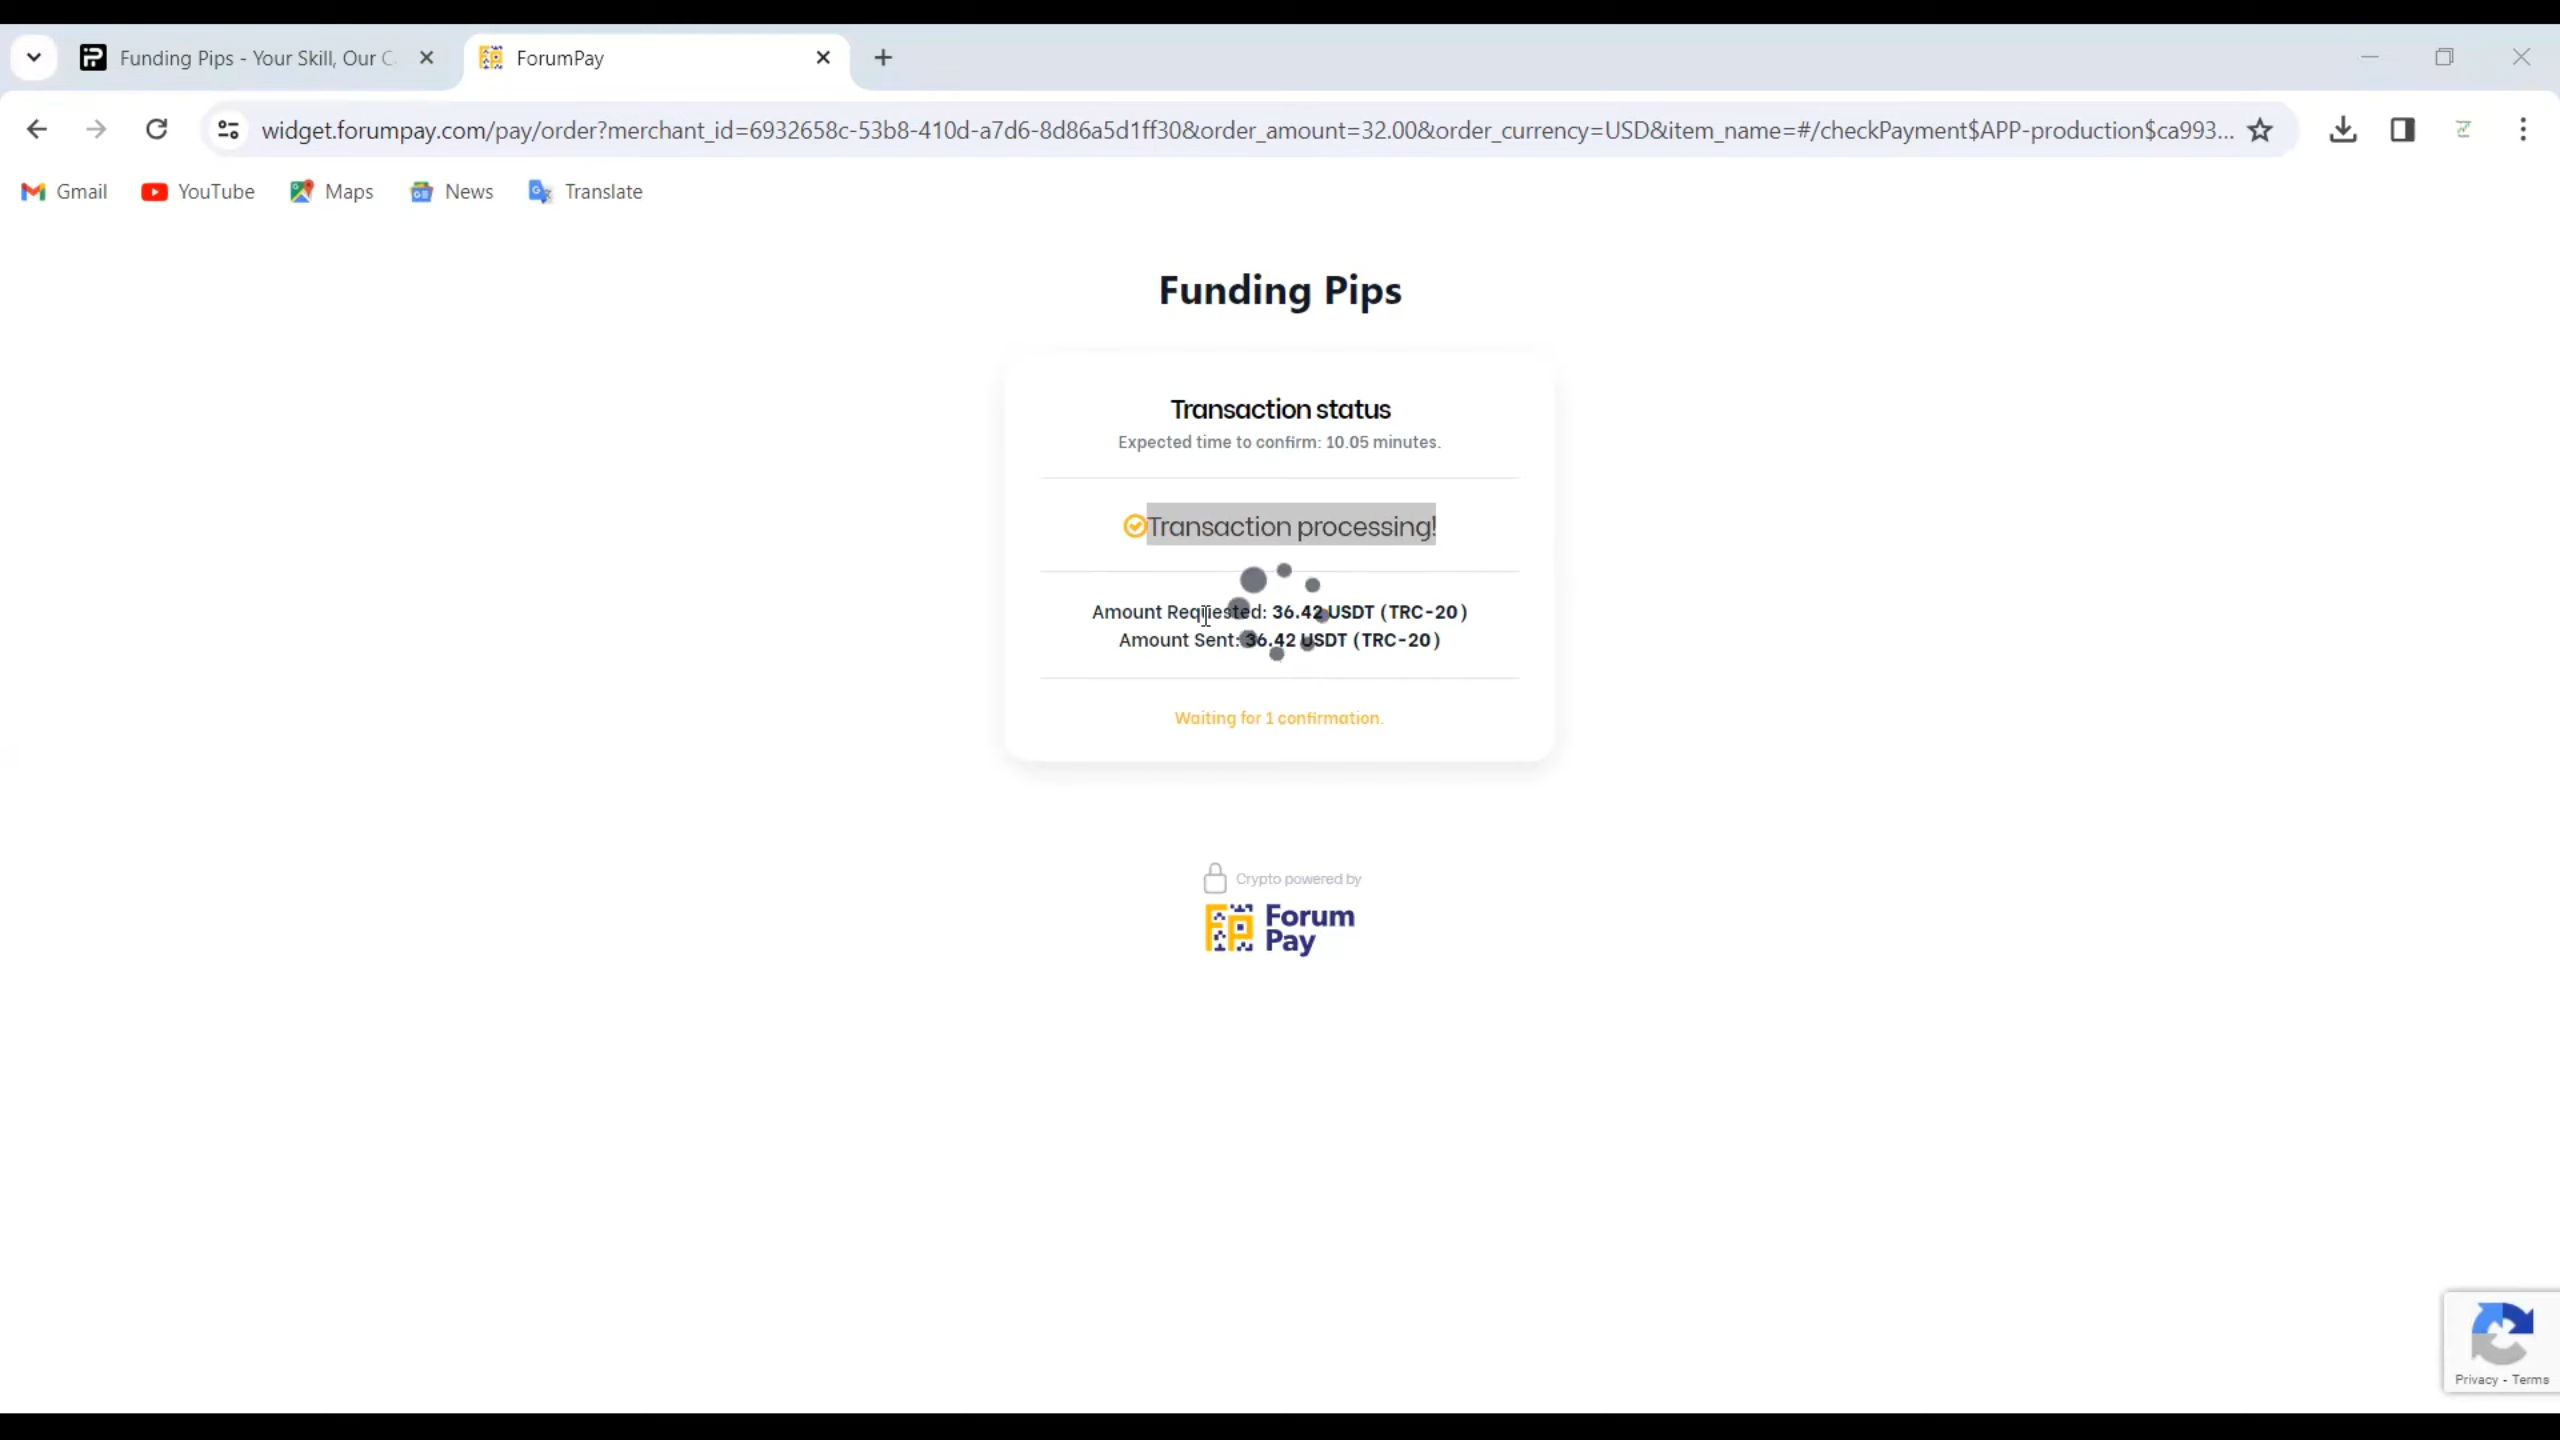 Funding Pips - Your Skill, Our C
ForumPay
widget.forumpay.com/pay/order?merchant_id=6932658c-53b8-410d-a7d6-8d86a5d1ff30&order_amount=32.00&order_currency=USD&item_name=#/checkPayment$APP-production$ca993...
Gmail YouTube Maps News Translate
Funding Pips
Transaction status
Expected time to confirm: 10.05 minutes.
Transaction processing!
Amount Requested: 36.42 USDT (TRC-20)
Amount Sent: 36.42 USDT (TRC-20)
Waiting for 1 confirmation.
Crypto powered by
Forum
Pay
Privacy - Terms